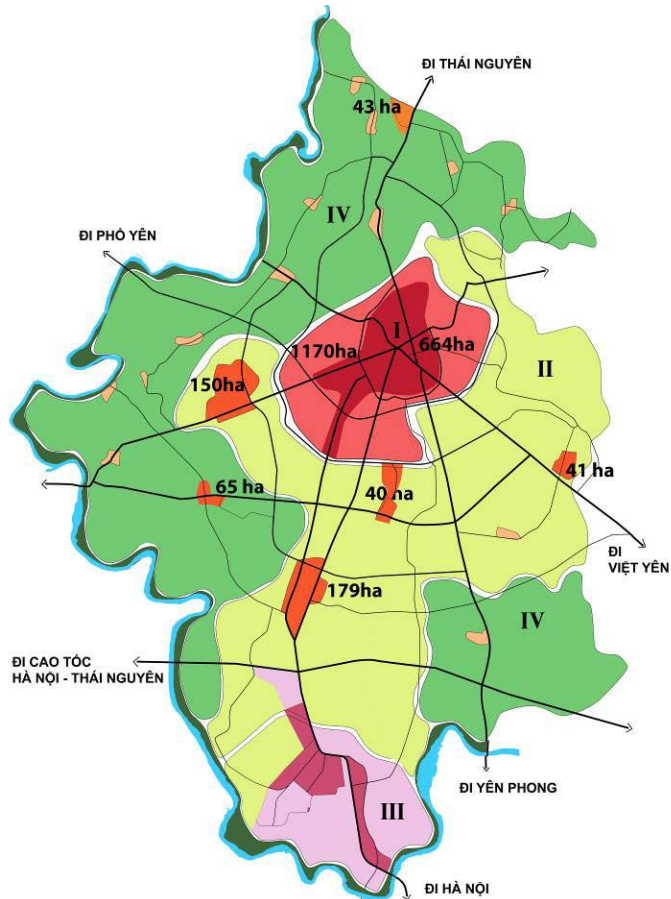 ĐI THÁI NGUYÊN
43 ha
IV
ĐI PHỔ YÊN
I
1170ha
664ha
II
150ha
41 ha
65 ha
40 ha
ĐI
VIỆT YÊN
179ha
IV
ĐI CAO TỐC
HÀ NỘI - THÁI NGUYÊN
ĐI YÊN PHONG
III
ĐI HÀ NỘI